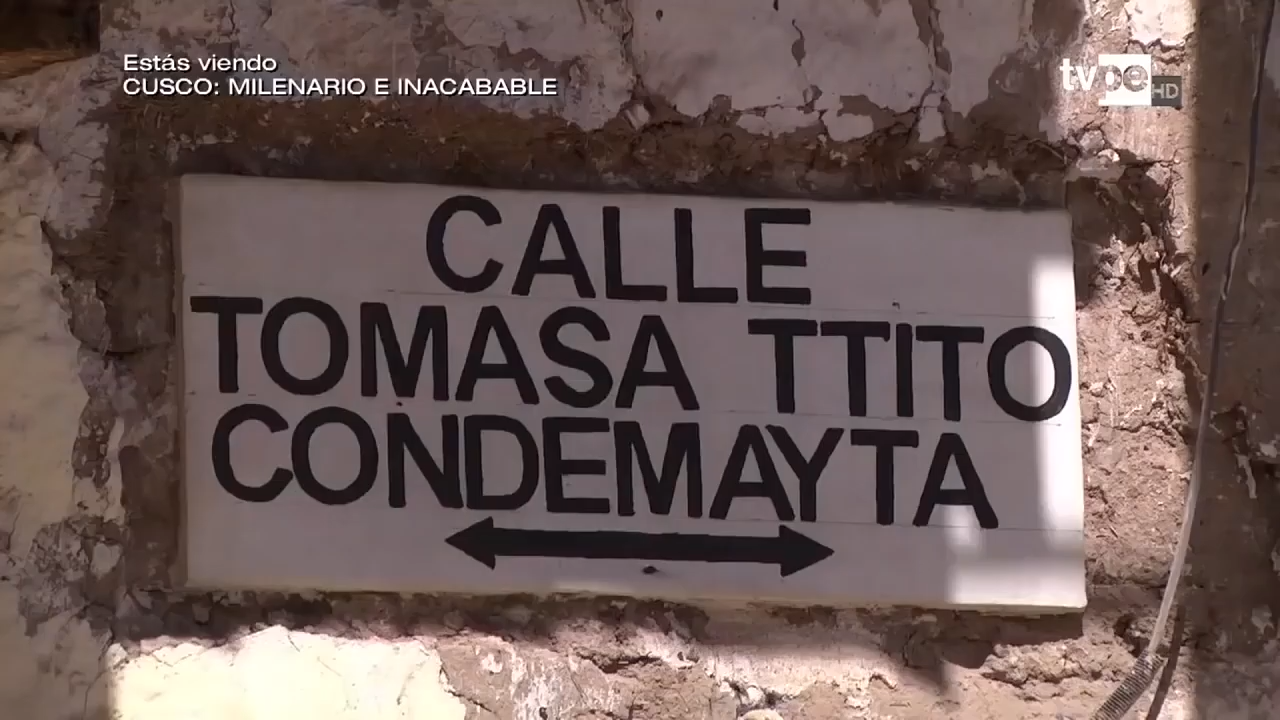 Estás viendo
CUSCO: MILENARIO E INACABABLE
tvpe HD
CALLE
TOMASA TTITO
CONDEMAYTA